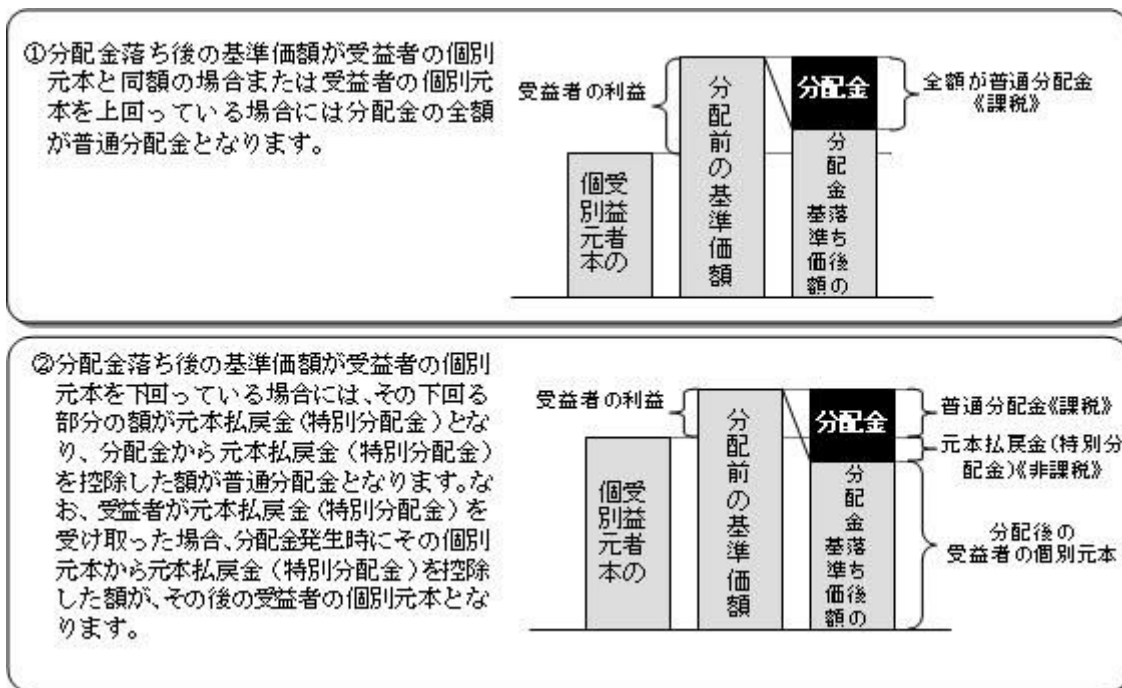 ①分配金落ち後の基準価額が受益者の個別
元本と同額の場合または受益者の個別元
本を上回っている場合には分配金の全額
が普通分配金となります。
受益者の利益
受益者の
個別元本
分配前の基準価額
分配金
分配金落ち後の
基準価額
全額が普通分配金
《課税》
②分配金落ち後の基準価額が受益者の個別
元本を下回っている場合には、その下回る
部分の額が元本払戻金(特別分配金)とな
り、分配金から元本払戻金(特別分配金)
を控除した額が普通分配金となります。な
お、受益者が元本払戻金(特別分配金)を
受け取った場合、分配金発生時にその個別
元本から元本払戻金(特別分配金)を控除
した額が、その後の受益者の個別元本とな
ります。
受益者の利益
受益者の
個別元本
分配前の基準価額
分配金
分配金落ち後の
基準価額
普通分配金《課税》
元本払戻金(特別分
配金)《非課税》
分配後の
受益者の個別元本